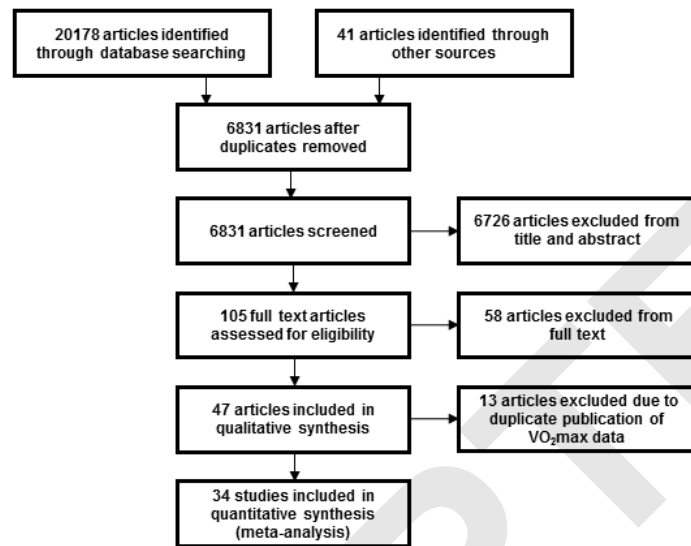 20178 articles identified
through database searching
41 articles identified through
other sources
6831 articles after
duplicates removed
6831 articles screened
6726 articles excluded from
title and abstract
105 full text articles
assessed for eligibility
58 articles excluded from
full text
47 articles included in
qualitative synthesis
13 articles excluded due to
duplicate publication of
VO₂max data
34 studies included in
quantitative synthesis
(meta-analysis)